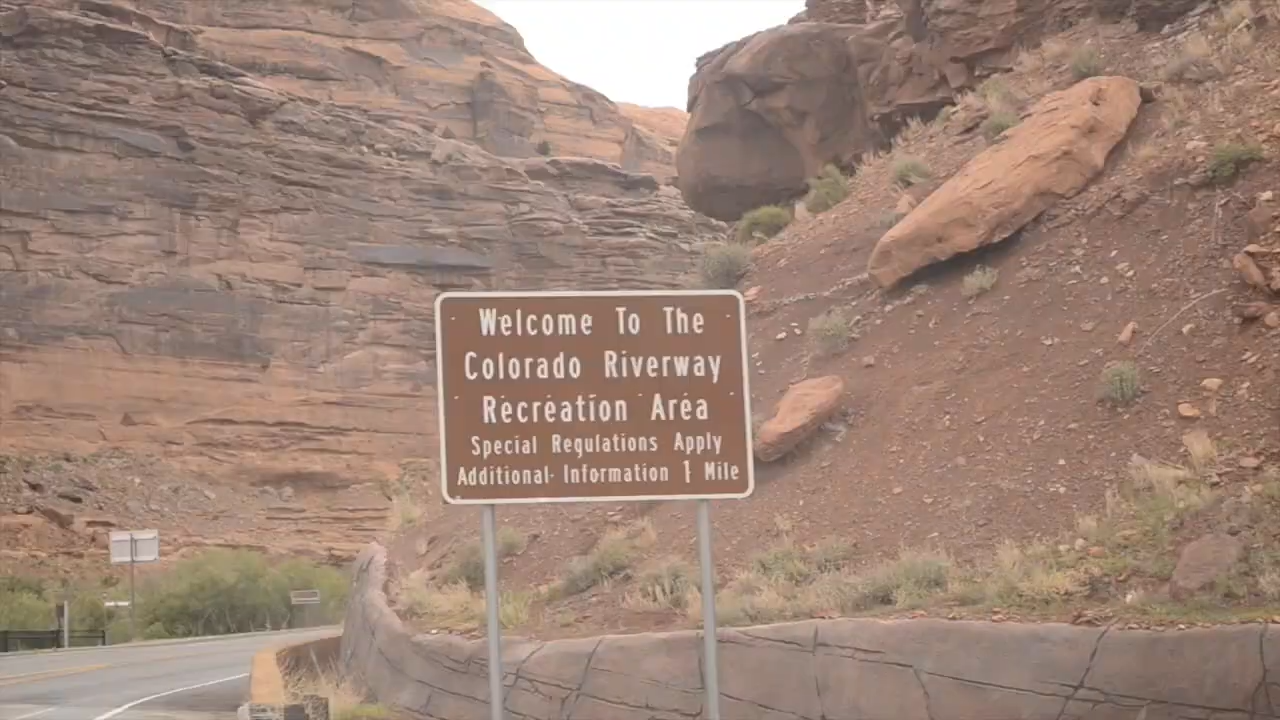 Welcome To The
Colorado Riverway
Recreation Area
Special Regulations Apply
Additional Information 1 Mile